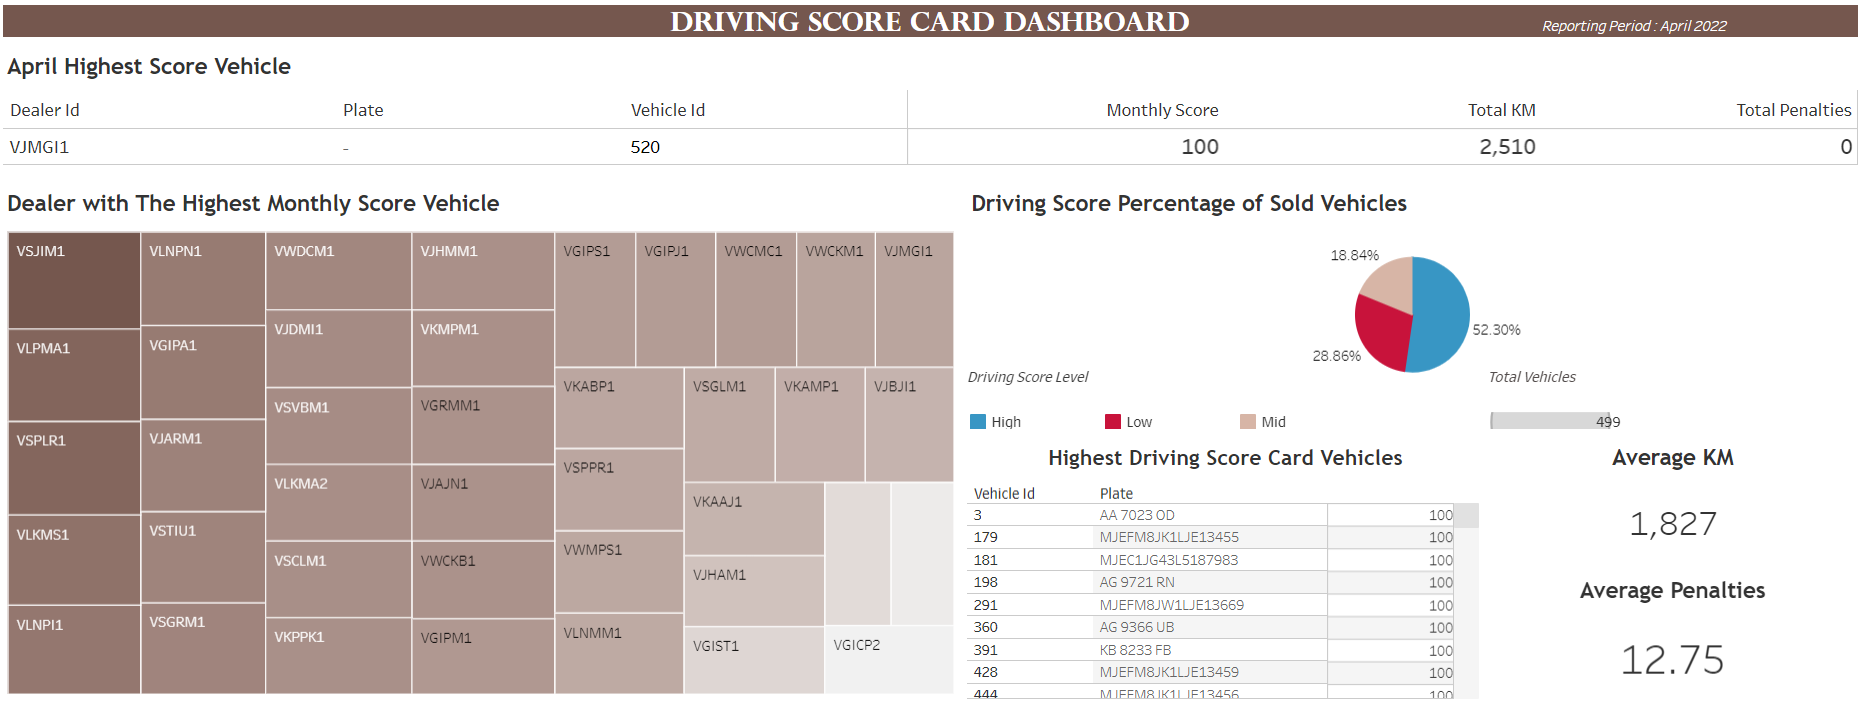 DRIVING SCORE CARD DASHBOARD
Reporting Period : April 2022
April Highest Score Vehicle
Dealer Id Plate Vehicle Id Monthly Score Total KM Total Penalties
VJMGI1 - 520 100 2,510 0
Dealer with The Highest Monthly Score Vehicle
VSJIM1
VLPMA1
VSPLR1
VLKMS1
VLNPI1
VLNPN1
VGIPA1
VJARM1
VSTIU1
VSGRM1
VWDCM1
VJDMI1
VSVBM1
VLKMA2
VSCLM1
VKPPK1
VJHMM1
VKMPM1
VGRMM1
VJAJN1
VWCKB1
VGIPM1
VGIPS1
VGIPJ1
VWCMC1
VWCKM1
VJMGI1
VKABP1
VSPPR1
VWMPS1
VLNMM1
VSGLM1
VKAMP1
VJBJI1
VKAAJ1
VJHAM1
VGIST1
VGICP2
Driving Score Percentage of Sold Vehicles
18.84%
52.30%
28.86%
Driving Score Level
High Low Mid
Total Vehicles
499
Highest Driving Score Card Vehicles
Vehicle Id Plate
3 AA 7023 OD 100
179 MJEFM8JK1LJE13455 100
181 MJEC1JG43L5187983 100
198 AG 9721 RN 100
291 MJEFM8JW1LJE13669 100
360 AG 9366 UB 100
391 KB 8233 FB 100
428 MJEFM8JK1LJE13459 100
444 MJEFM8JK1LJE13456 100
Average KM
1,827
Average Penalties
12.75